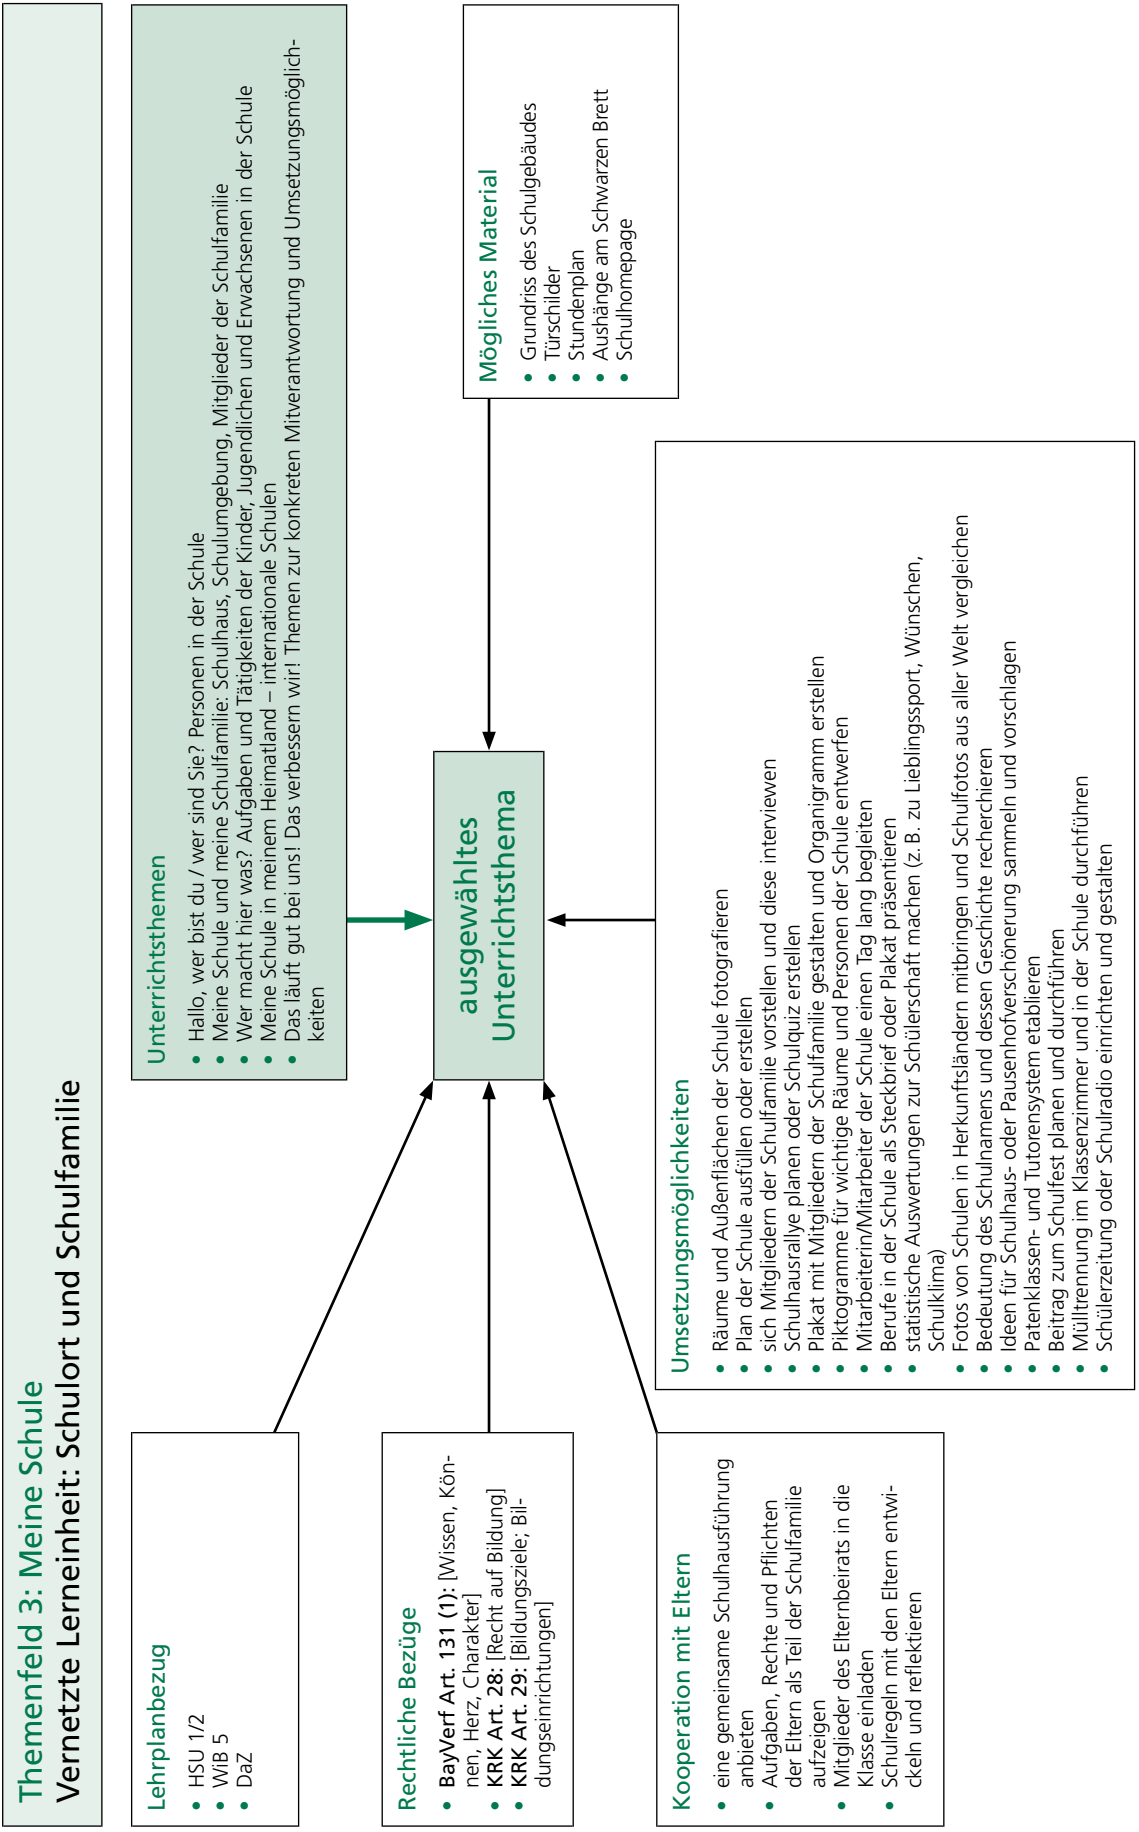 Themenfeld 3: Meine Schule
Vernetzte Lerneinheit: Schulort und Schulfamilie
Lehrplanbezug
• HSU 1/2
• WiB 5
• DaZ
Rechtliche Bezüge
• BayVerf Art. 131 (1): [Wissen, Kön-
nen, Herz, Charakter]
• KRK Art. 28: [Recht auf Bildung]
• KRK Art. 29: [Bildungsziele; Bil-
dungseinrichtungen]
Kooperation mit Eltern
• eine gemeinsame Schulhausführung
anbieten
• Aufgaben, Rechte und Pflichten
der Eltern als Teil der Schulfamilie
aufzeigen
• Mitglieder des Elternbeirats in die
Klasse einladen
• Schulregeln mit den Eltern entwi-
ckeln und reflektieren
Unterrichtsthemen
• Hallo, wer bist du / wer sind Sie? Personen in der Schule
• Meine Schule und meine Schulfamilie: Schulhaus, Schulumgebung, Mitglieder der Schulfamilie
• Wer macht hier was? Aufgaben und Tätigkeiten der Kinder, Jugendlichen und Erwachsenen in der Schule
• Meine Schule in meinem Heimatland – internationale Schulen
• Das läuft gut bei uns! Das verbessern wir! Themen zur konkreten Mitverantwortung und Umsetzungsmöglich-
keiten
ausgewähltes
Unterrichtsthema
Mögliches Material
• Grundriss des Schulgebäudes
• Türschilder
• Stundenplan
• Aushänge am Schwarzen Brett
• Schulhomepage
Umsetzungsmöglichkeiten
• Räume und Außenflächen der Schule fotografieren
• Plan der Schule ausfüllen oder erstellen
• sich Mitgliedern der Schulfamilie vorstellen und diese interviewen
• Schulhausrallye planen oder Schulquiz erstellen
• Plakat mit Mitgliedern der Schulfamilie gestalten und Organigramm erstellen
• Piktogramme für wichtige Räume und Personen der Schule entwerfen
• Mitarbeiterin/Mitarbeiter der Schule einen Tag lang begleiten
• Berufe in der Schule als Steckbrief oder Plakat präsentieren
• statistische Auswertungen zur Schülerschaft machen (z. B. zu Lieblingssport, Wünschen,
Schulklima)
• Fotos von Schulen in Herkunftsländern mitbringen und Schulfotos aus aller Welt vergleichen
• Bedeutung des Schulnamens und dessen Geschichte recherchieren
• Ideen für Schulhaus- oder Pausenhofverschönerung sammeln und vorschlagen
• Patenklassen- und Tutorensystem etablieren
• Beitrag zum Schulfest planen und durchführen
• Mülltrennung im Klassenzimmer und in der Schule durchführen
• Schülerzeitung oder Schulradio einrichten und gestalten